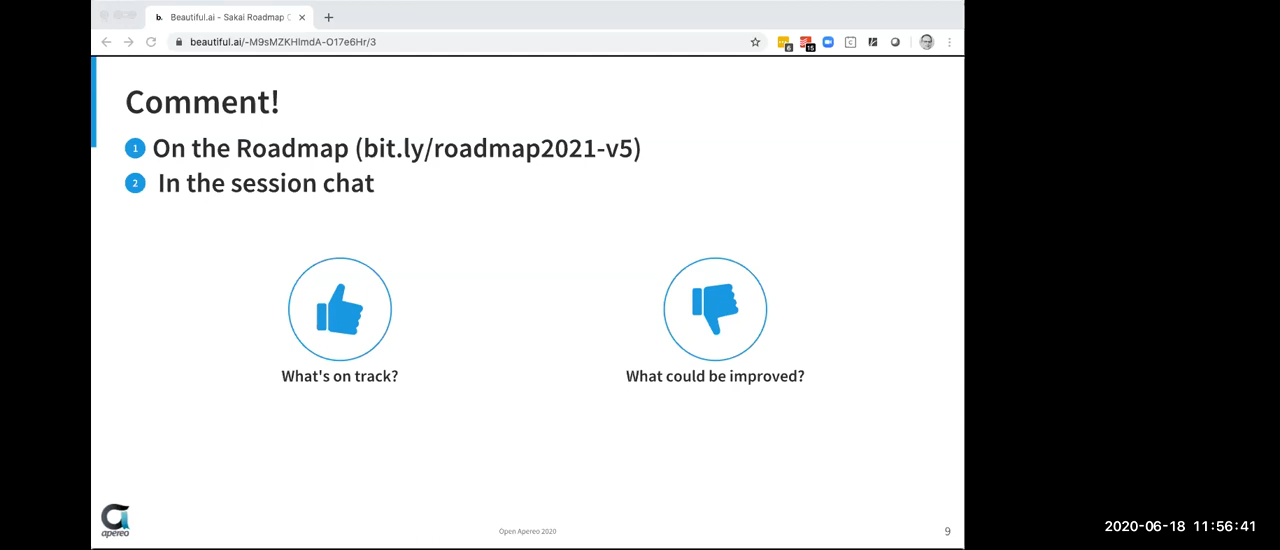 b. Beautiful.ai - Sakai Roadmap
beautiful.ai/-M9sMZKHlmdA-O17e6Hr/3
6
15
Comment!
1 On the Roadmap (bit.ly/roadmap2021-v5)
2 In the session chat
What's on track?
What could be improved?
apereo
Open Apereo 2020
9
2020-06-18 11:56:41